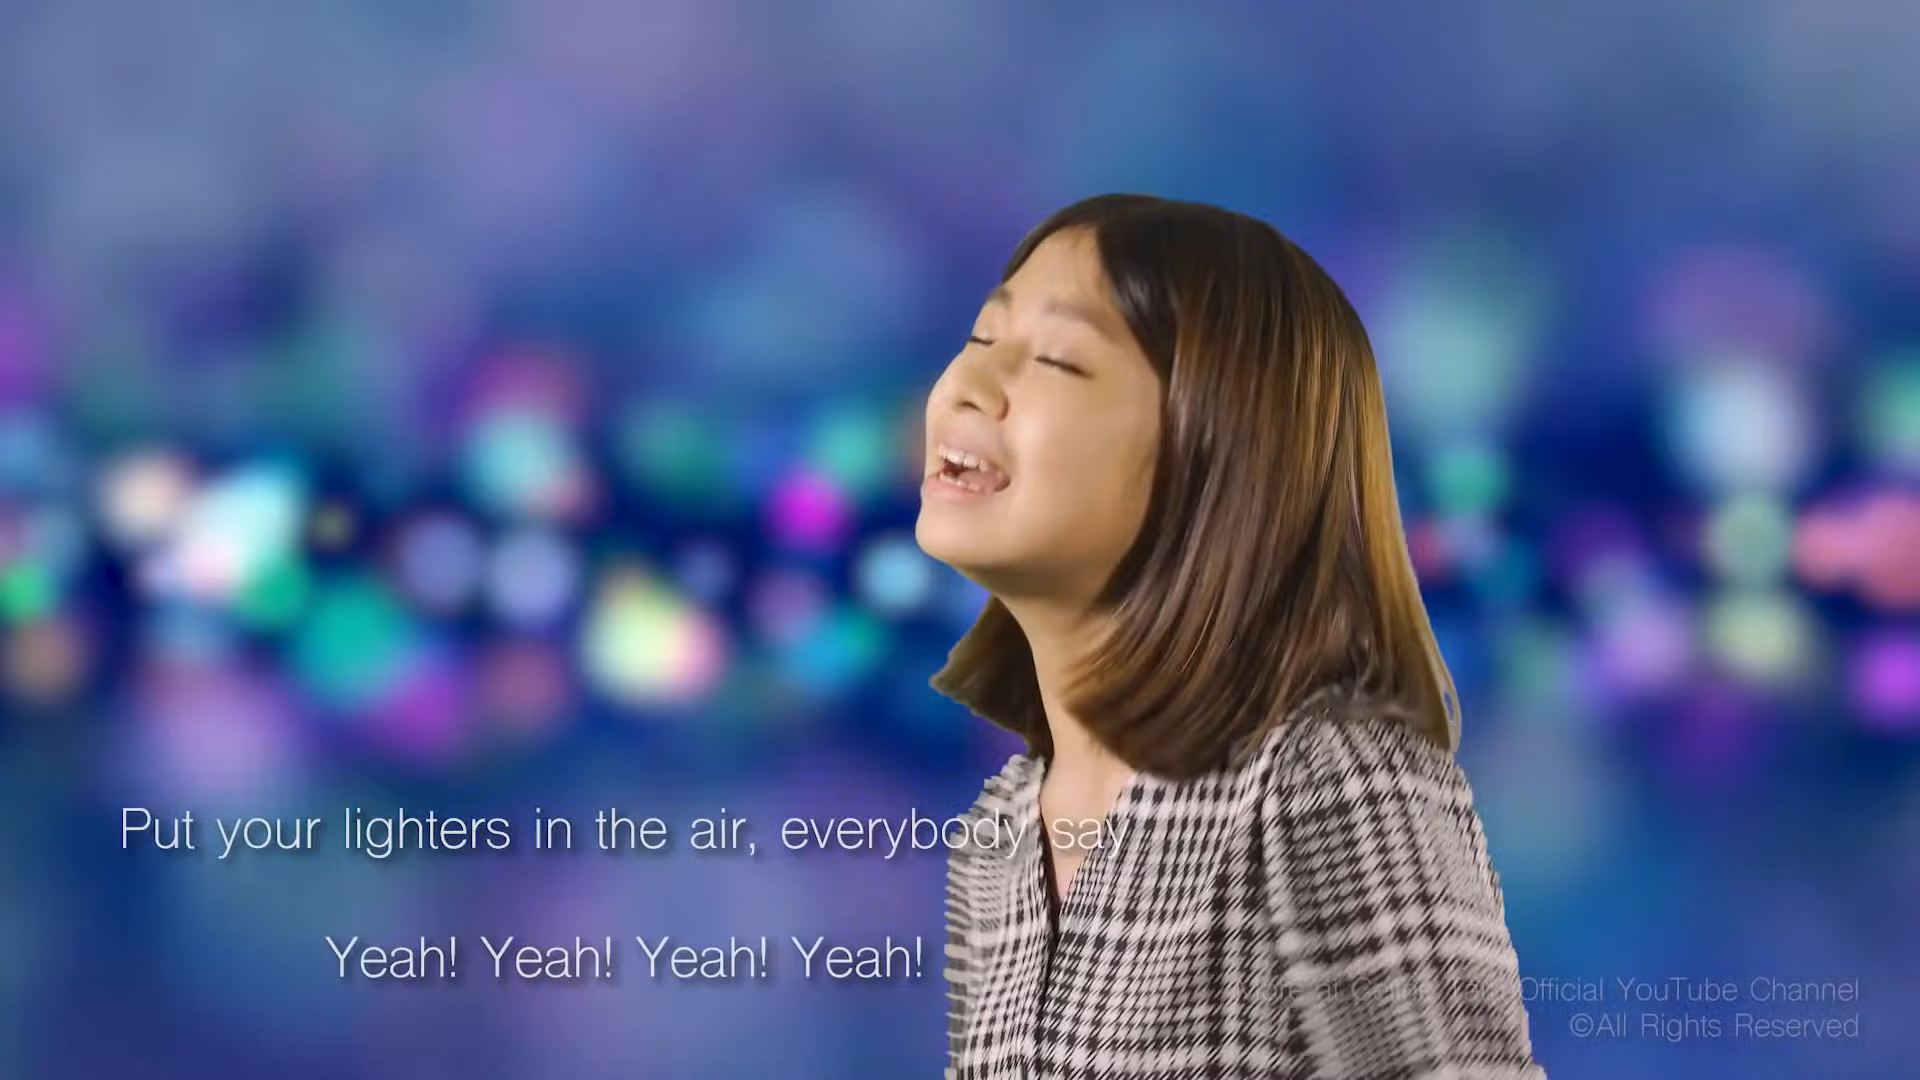 Put your lighters in the air, everybody say
Yeah! Yeah! Yeah! Yeah!
Official YouTube Channel
©All Rights Reserved